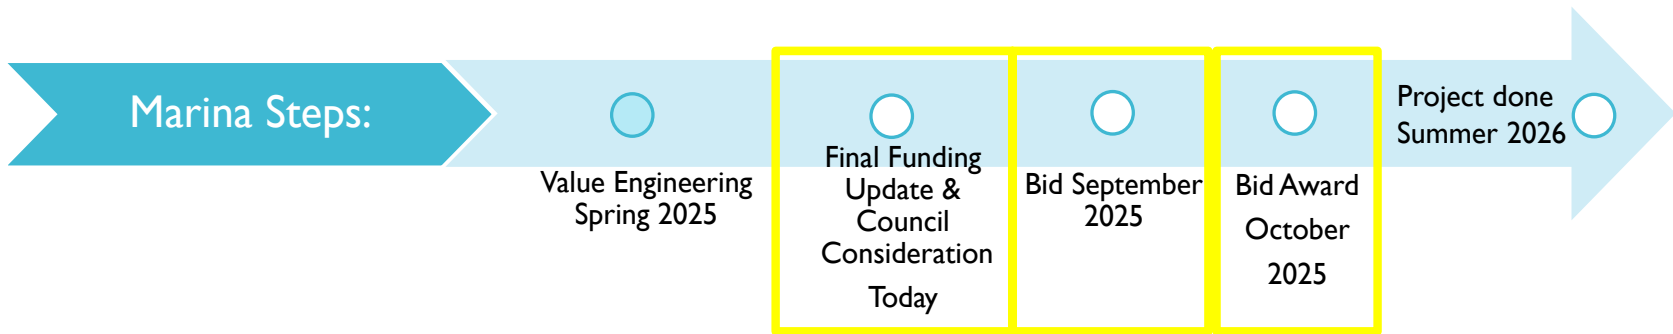 Marina Steps:
Value Engineering
Spring 2025
Final Funding
Update &
Council
Consideration
Today
Bid September
2025
Bid Award
October
2025
Project done
Summer 2026